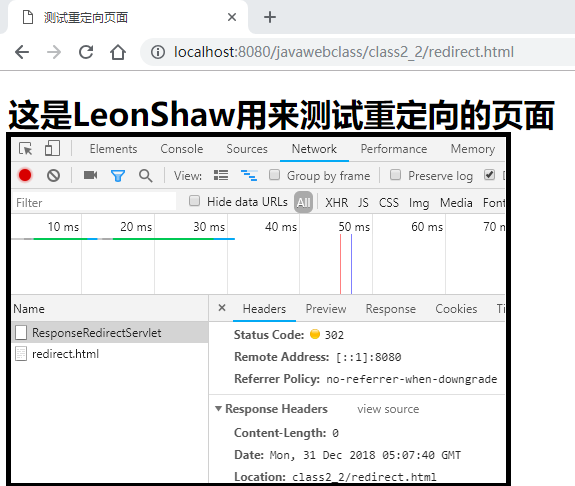 测试重定向页面
localhost:8080/javawebclass/class2_2/redirect.html
这是LeonShaw用来测试重定向的页面
Elements Console Sources Network Performance Memory
View: Group by frame Preserve log
Filter Hide data URLs All XHR JS CSS Img Media Font
10 ms 20 ms 30 ms 40 ms 50 ms 60 ms 70 m
Name Headers Preview Response Cookies Ti
ResponseRedirectServlet
redirect.html
Status Code: 302
Remote Address: [::1]:8080
Referrer Policy: no-referrer-when-downgrade
Response Headers view source
Content-Length: 0
Date: Mon, 31 Dec 2018 05:07:40 GMT
Location: class2_2/redirect.html